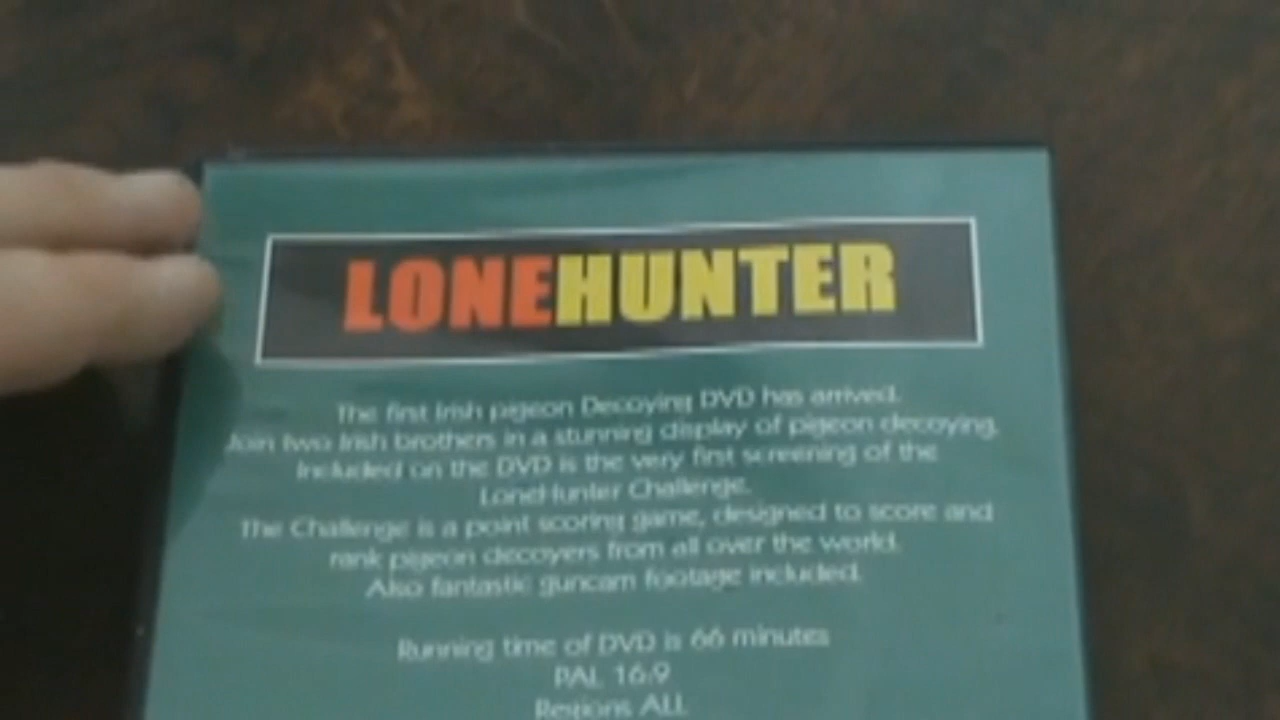 LONEHUNTER
The first Irish pigeon Decoying DVD has arrived.
Join two Irish brothers in a stunning display of pigeon decoying.
Included on the DVD is the very first screening of the
LoneHunter Challenge.
The Challenge is a point scoring game, designed to score and
rank pigeon decoyers from all over the world.
Also fantastic guncam footage included.
Running time of DVD is 66 minutes
PAL 16:9
Regions ALL